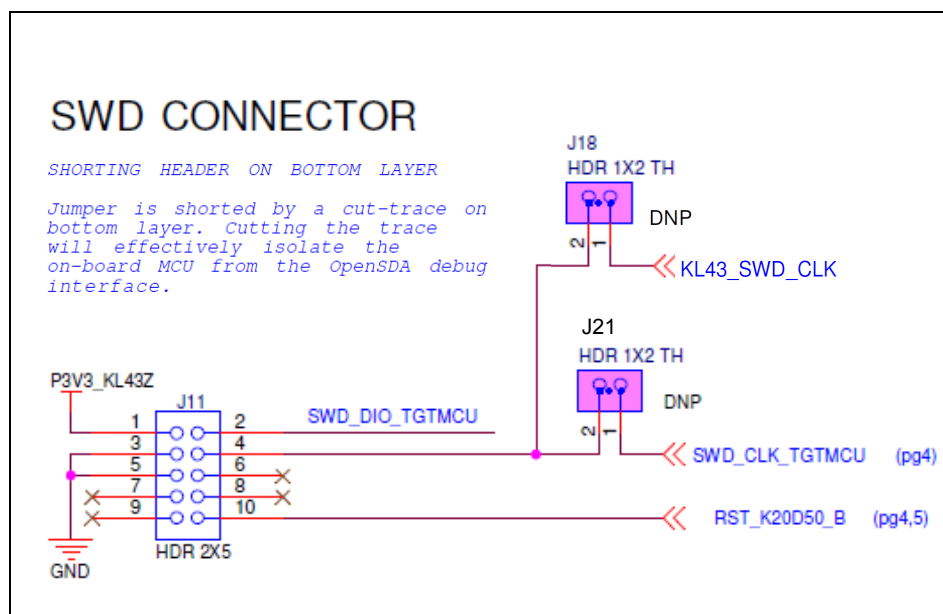 SWD CONNECTOR
SHORTING HEADER ON BOTTOM LAYER
Jumper is shorted by a cut-trace on
bottom layer. Cutting the trace
will effectively isolate the
on-board MCU from the OpenSDA debug
interface.
J18
HDR 1X2 TH
DNP
2 1
KL43_SWD_CLK
J21
HDR 1X2 TH
DNP
2 1
SWD_CLK_TGTMCU (pg4)
P3V3_KL43Z
J11
SWD_DIO_TGTMCU
1 2
3 4
5 6
7 8
9 10
RST_K20D50_B (pg4,5)
HDR 2X5
GND